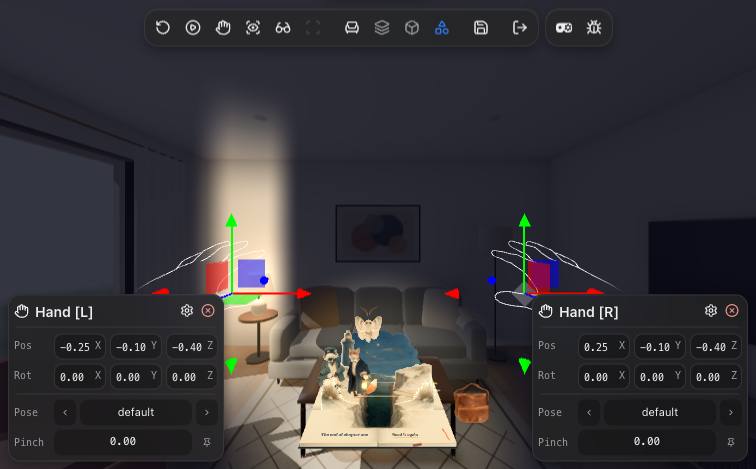 Hand [L]
Pos -0.25 X -0.10 Y -0.40 Z
Rot 0.00 X 0.00 Y 0.00 Z
Pose < default >
Pinch 0.00
Hand [R]
Pos 0.25 X -0.10 Y -0.40 Z
Rot 0.00 X 0.00 Y 0.00 Z
Pose < default >
Pinch 0.00